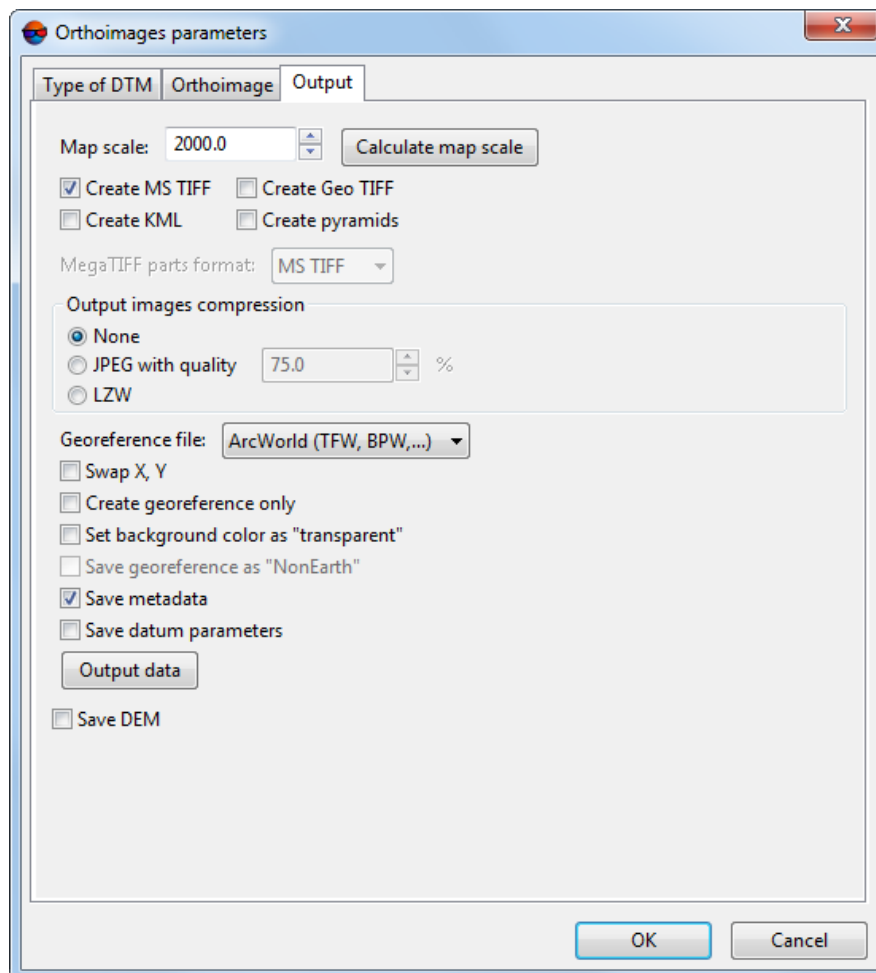 Orthoimages parameters
Type of DTM Orthoimage Output
Map scale: 2000.0 Calculate map scale
Create MS TIFF Create Geo TIFF
Create KML Create pyramids
MegaTIFF parts format: MS TIFF
Output images compression
None
JPEG with quality 75.0 %
LZW
Georeference file: ArcWorld (TFW, BPW,...)
Swap X, Y
Create georeference only
Set background color as "transparent"
Save georeference as "NonEarth"
Save metadata
Save datum parameters
Output data
Save DEM
OK Cancel